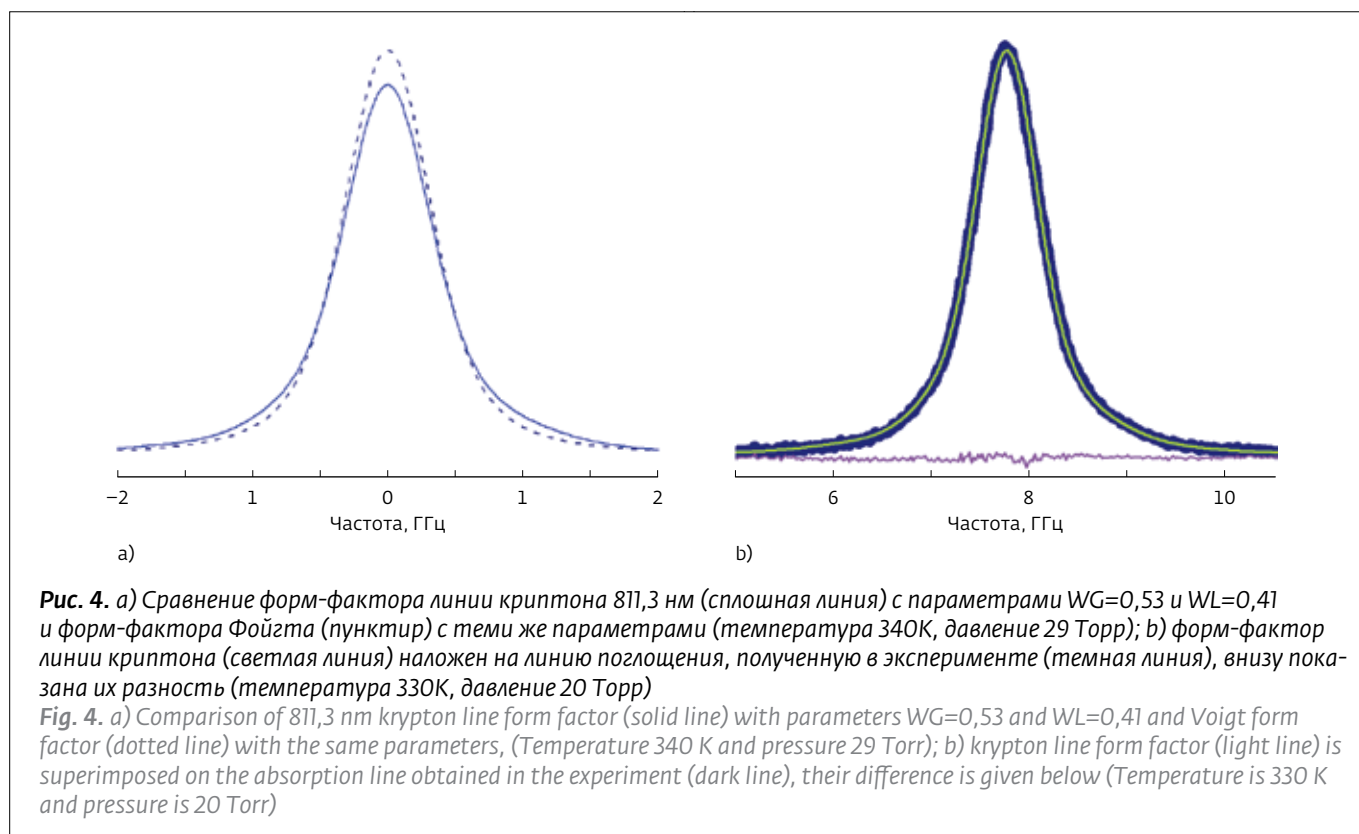 −2 1 0 1 2
Частота, ГГц
a)
6 8 10
Частота, ГГц
b)
Рис. 4. a) Сравнение форм-фактора линии криптона 811,3 нм (сплошная линия) с параметрами WG=0,53 и WL=0,41
и форм-фактора Фойгта (пунктир) с теми же параметрами (температура 340K, давление 29 Торр); b) форм-фактор
линии криптона (светлая линия) наложен на линию поглощения, полученную в эксперименте (темная линия), внизу пока-
зана их разность (температура 330K, давление 20 Торр)
Fig. 4. a) Comparison of 811,3 nm krypton line form factor (solid line) with parameters WG=0,53 and WL=0,41 and Voigt form
factor (dotted line) with the same parameters, (Temperature 340 K and pressure 29 Torr); b) krypton line form factor (light line) is
superimposed on the absorption line obtained in the experiment (dark line), their difference is given below (Temperature is 330 K
and pressure is 20 Torr)